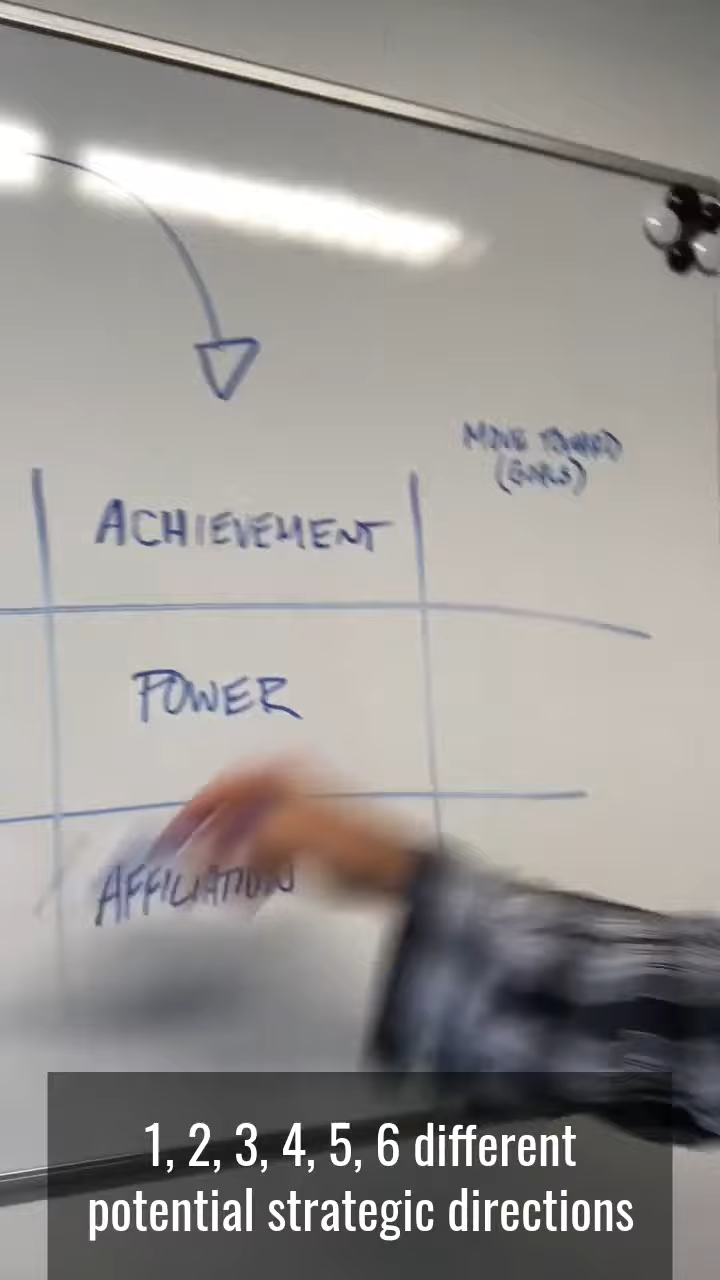 MOVE TOWARD
(GOALS)
ACHIEVEMENT
POWER
AFFILIATION
1, 2, 3, 4, 5, 6 different
potential strategic directions